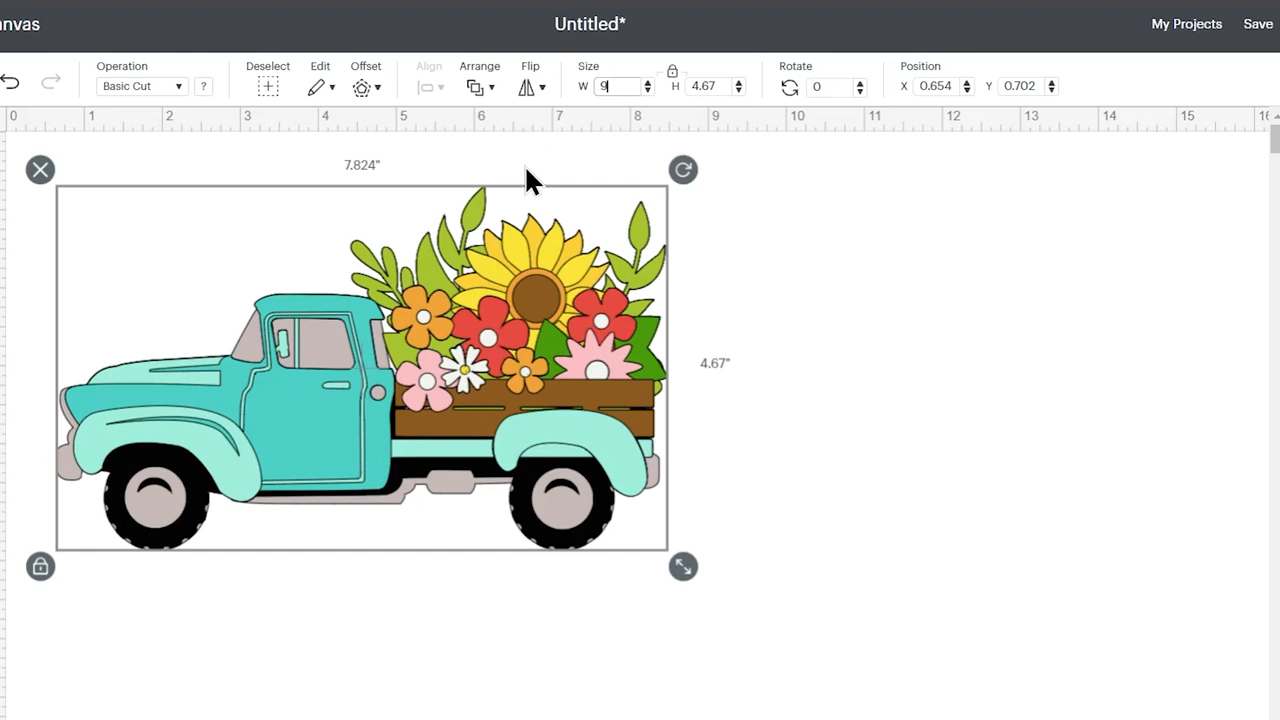 anvas Untitled* My Projects Save
Operation Deselect Edit Offset Align Arrange Flip Size Rotate Position
Basic Cut ? W 9 H 4.67 0 X 0.654 Y 0.702
0 1 2 3 4 5 6 7 8 9 10 11 12 13 14 15 16
7.824"
4.67"